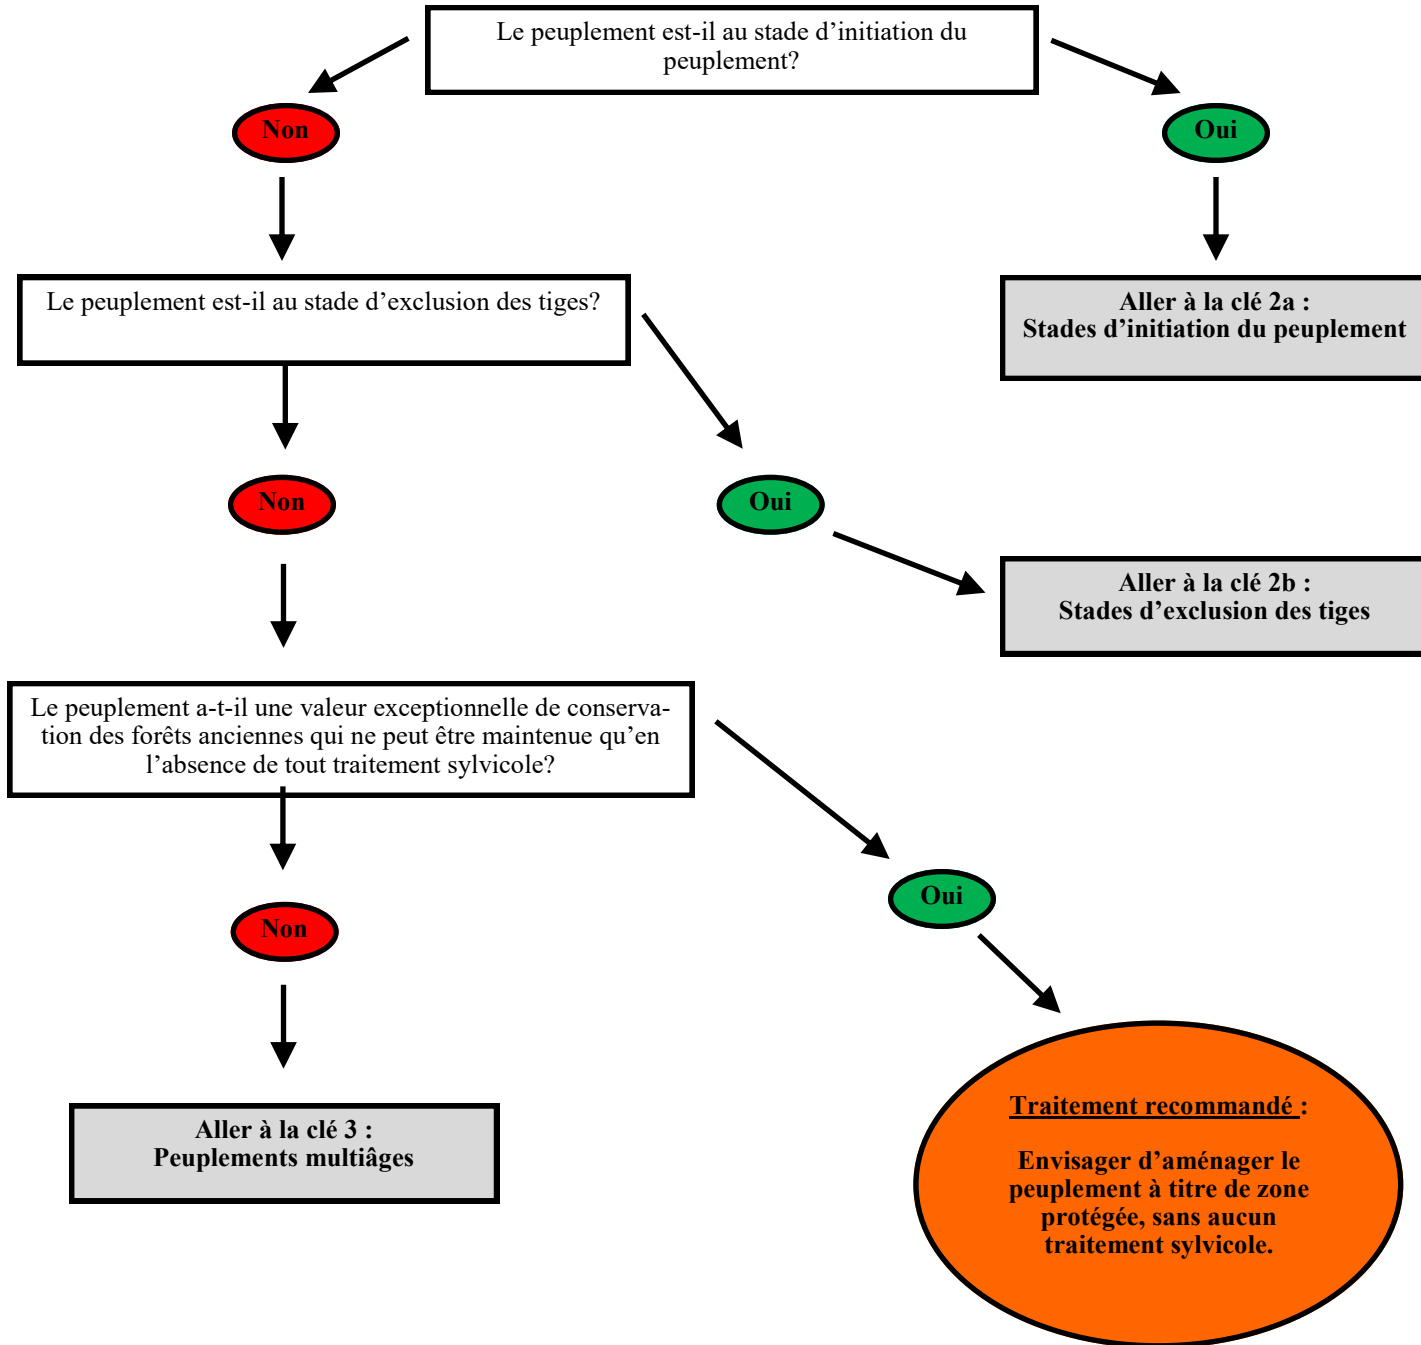 Le peuplement est-il au stade d’initiation du
peuplement?
Non
Oui
Le peuplement est-il au stade d’exclusion des tiges?
Aller à la clé 2a :
Stades d’initiation du peuplement
Non
Oui
Aller à la clé 2b :
Stades d’exclusion des tiges
Le peuplement a-t-il une valeur exceptionnelle de conserva-
tion des forêts anciennes qui ne peut être maintenue qu’en
l’absence de tout traitement sylvicole?
Oui
Non
Aller à la clé 3 :
Peuplements multiâges
Traitement recommandé :
Envisager d’aménager le
peuplement à titre de zone
protégée, sans aucun
traitement sylvicole.